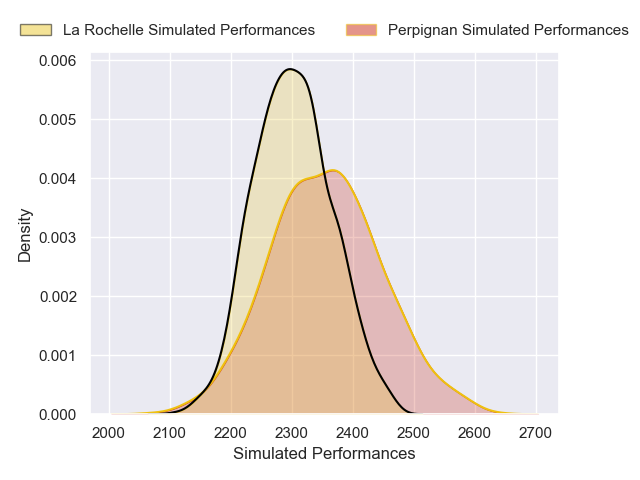 La Rochelle Simulated Performances
Perpignan Simulated Performances
0.006
0.005
0.004
0.003
0.002
0.001
0.000
Density
2000 2100 2200 2300 2400 2500 2600 2700
Simulated Performances